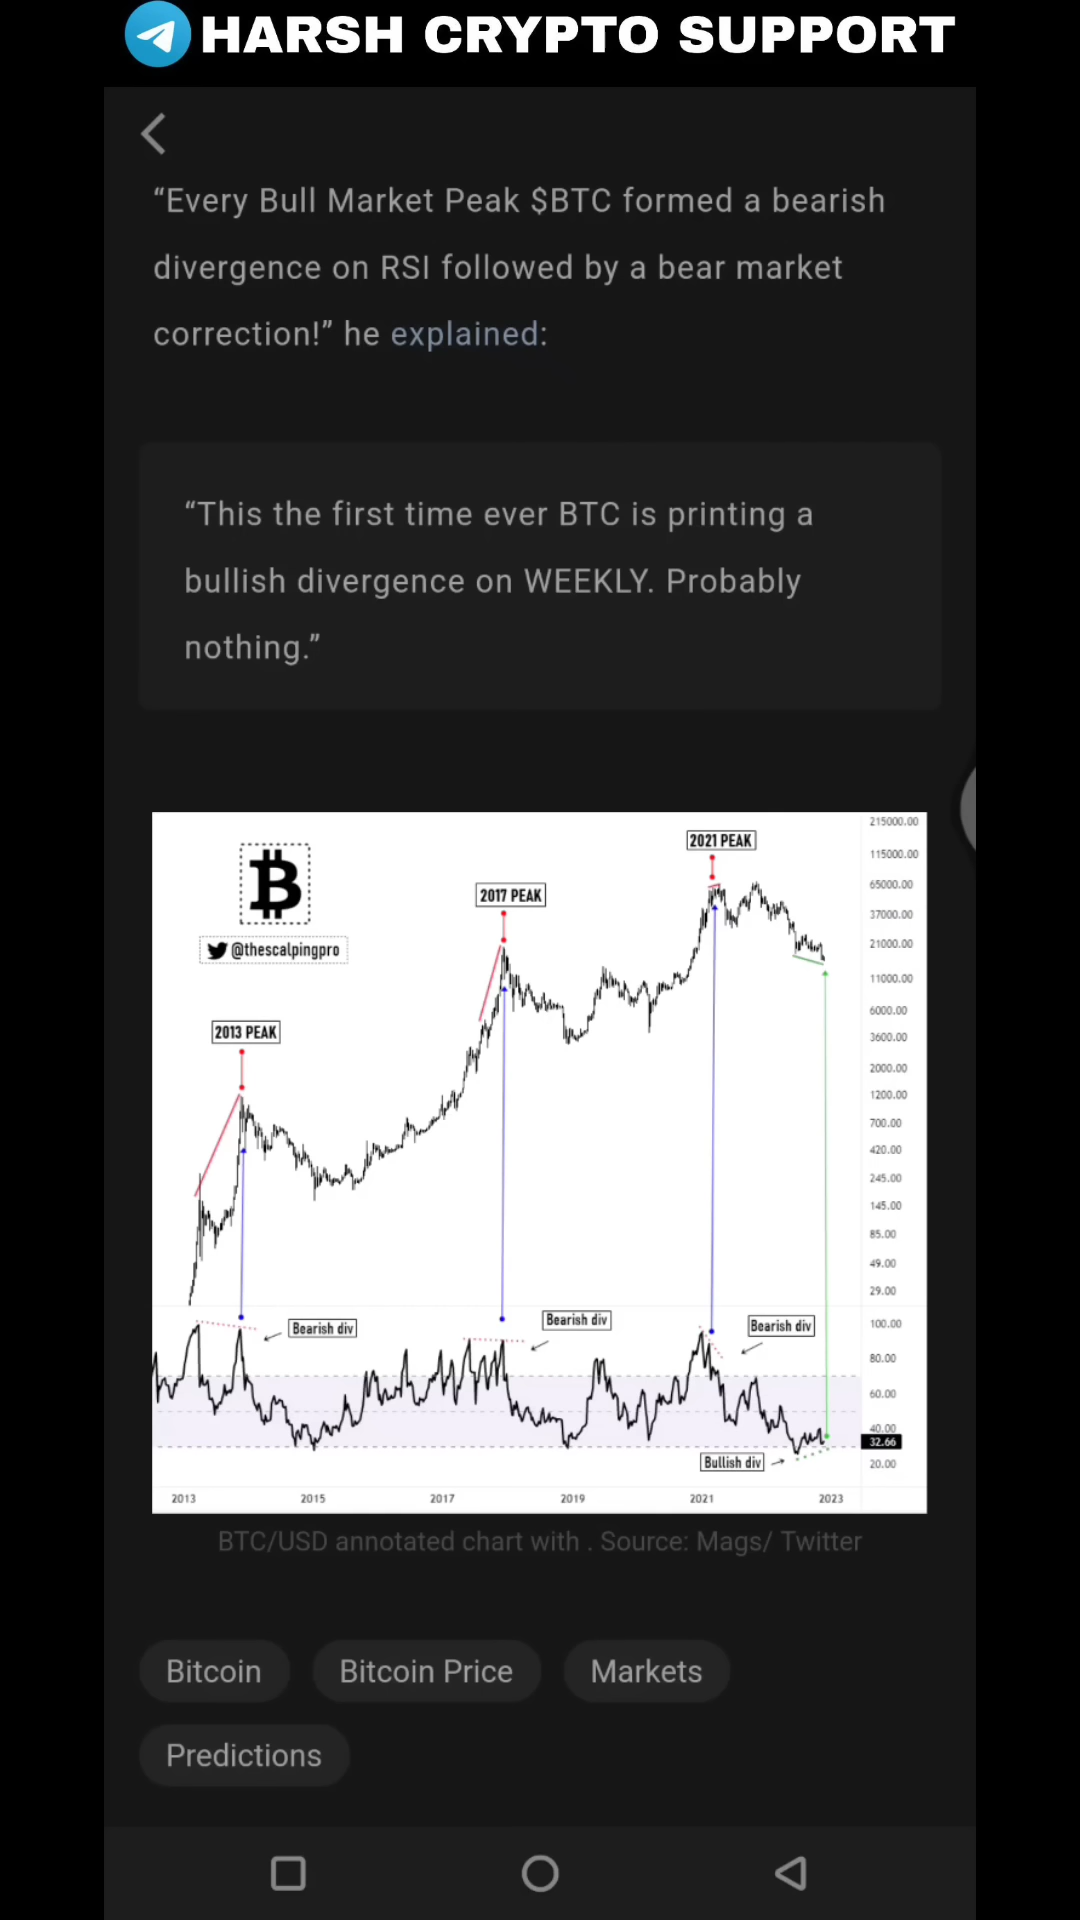 HARSH CRYPTO SUPPORT
“Every Bull Market Peak $BTC formed a bearish
divergence on RSI followed by a bear market
correction!” he explained:
“This the first time ever BTC is printing a
bullish divergence on WEEKLY. Probably
nothing.”
2021 PEAK
2017 PEAK
@thescalpingpro
2013 PEAK
215000.00
115000.00
65000.00
37000.00
21000.00
11000.00
6000.00
3600.00
2000.00
1200.00
700.00
420.00
245.00
145.00
85.00
49.00
29.00
Bearish div
Bearish div
Bearish div
100.00
80.00
60.00
40.00
32.66
20.00
Bullish div
2013 2015 2017 2019 2021 2023
BTC/USD annotated chart with . Source: Mags/ Twitter
Bitcoin
Bitcoin Price
Markets
Predictions